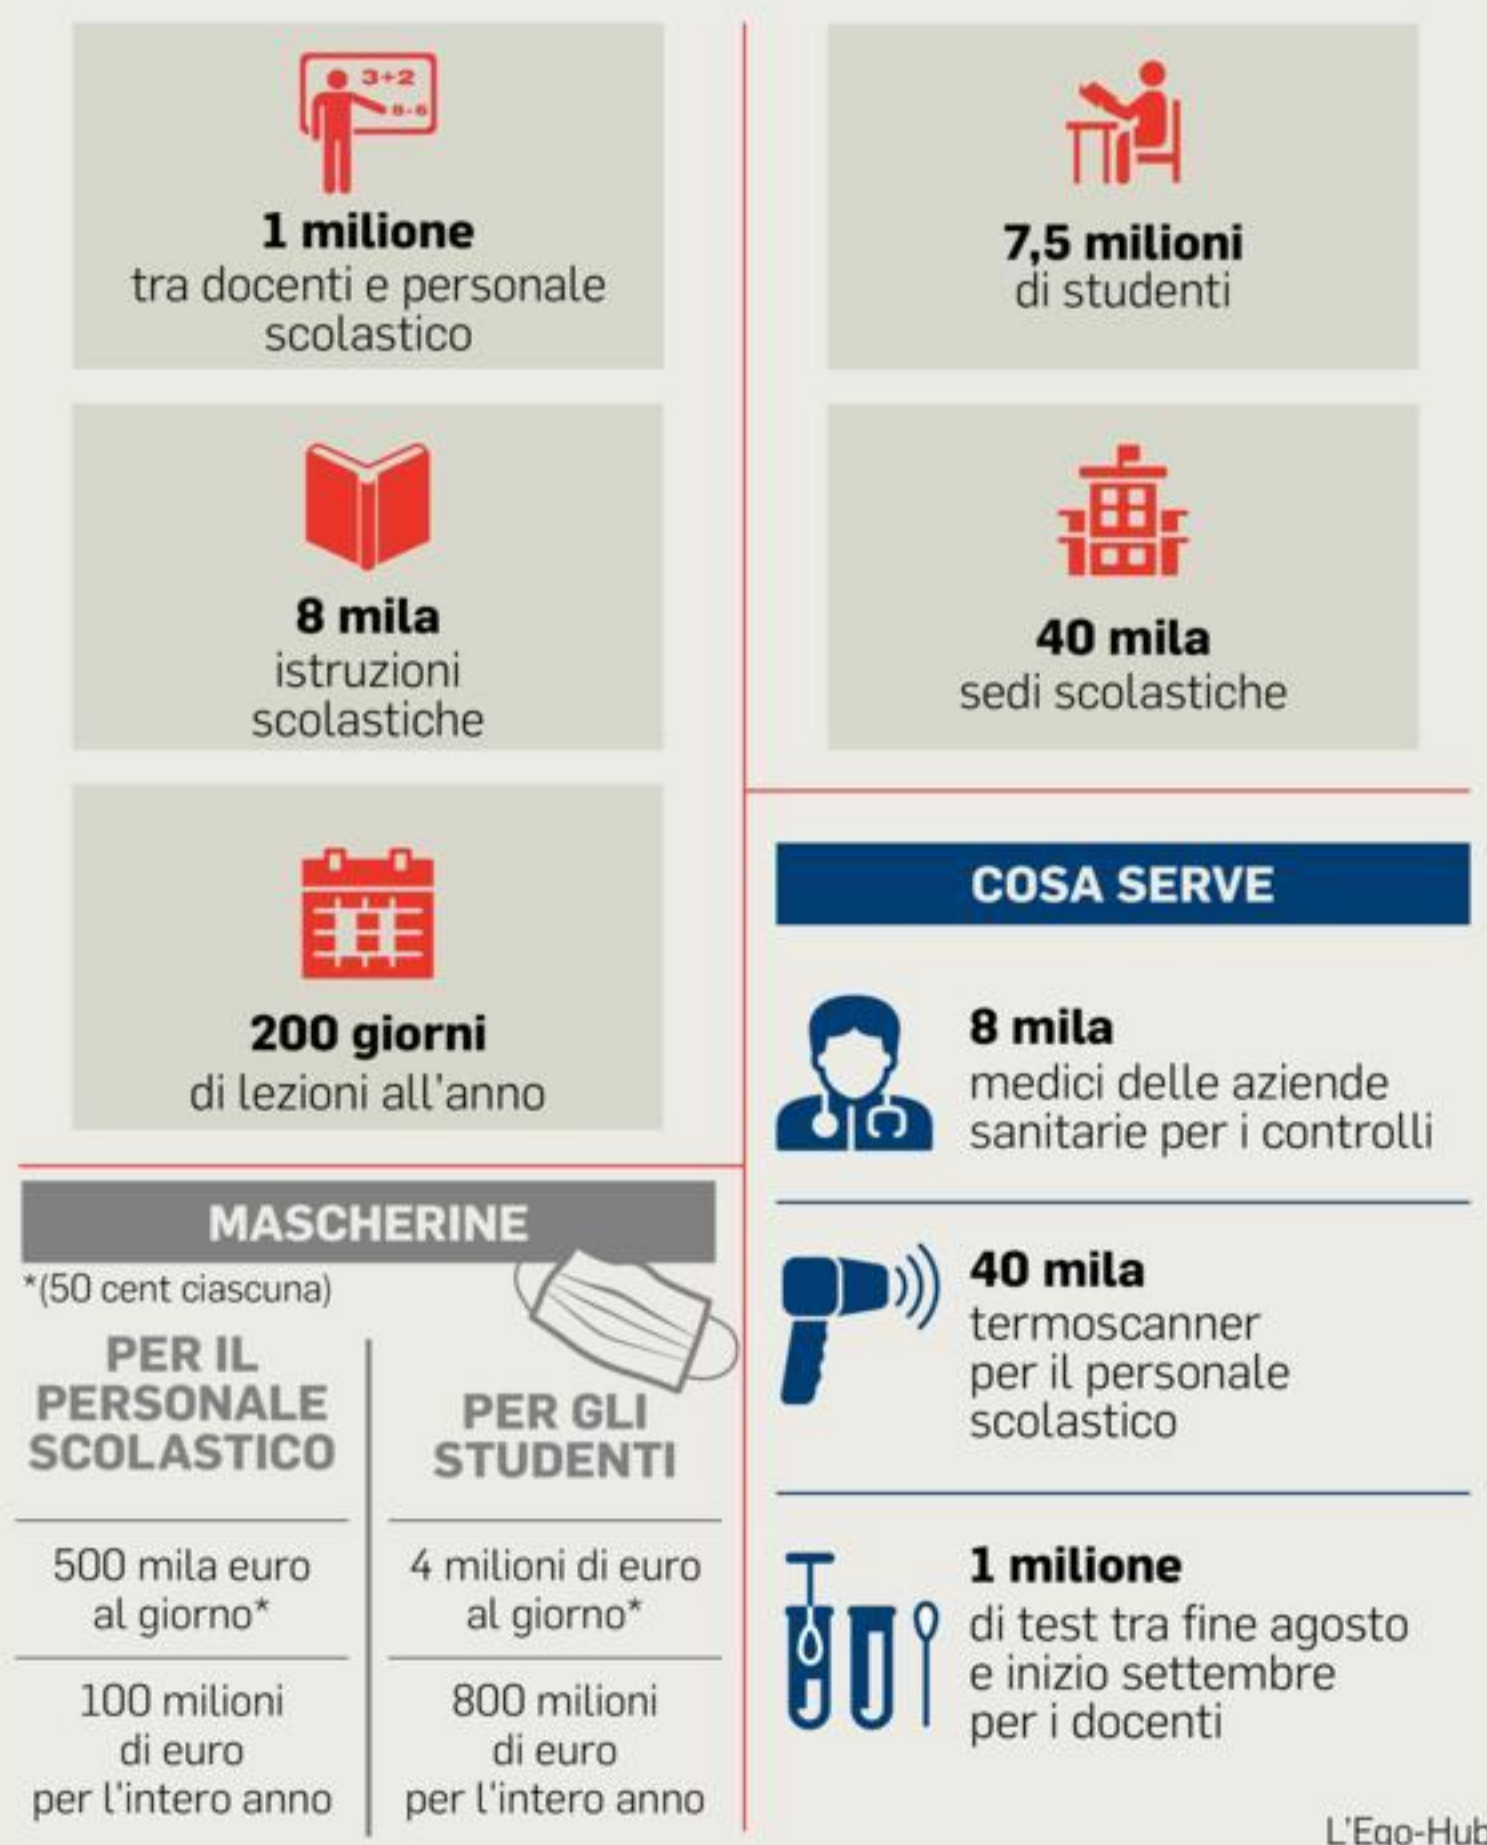 3+2
8-6
1 milione
tra docenti e personale
scolastico
7,5 milioni
di studenti
8 mila
istruzioni
scolastiche
40 mila
sedi scolastiche
200 giorni
di lezioni all'anno
MASCHERINE
*(50 cent ciascuna)
PER IL
PERSONALE
SCOLASTICO
500 mila euro
al giorno*
100 milioni
di euro
per l'intero anno
PER GLI
STUDENTI
4 milioni di euro
al giorno*
800 milioni
di euro
per l'intero anno
COSA SERVE
8 mila
medici delle aziende
sanitarie per i controlli
40 mila
termoscanner
per il personale
scolastico
1 milione
di test tra fine agosto
e inizio settembre
per i docenti
L'Ego-Hub